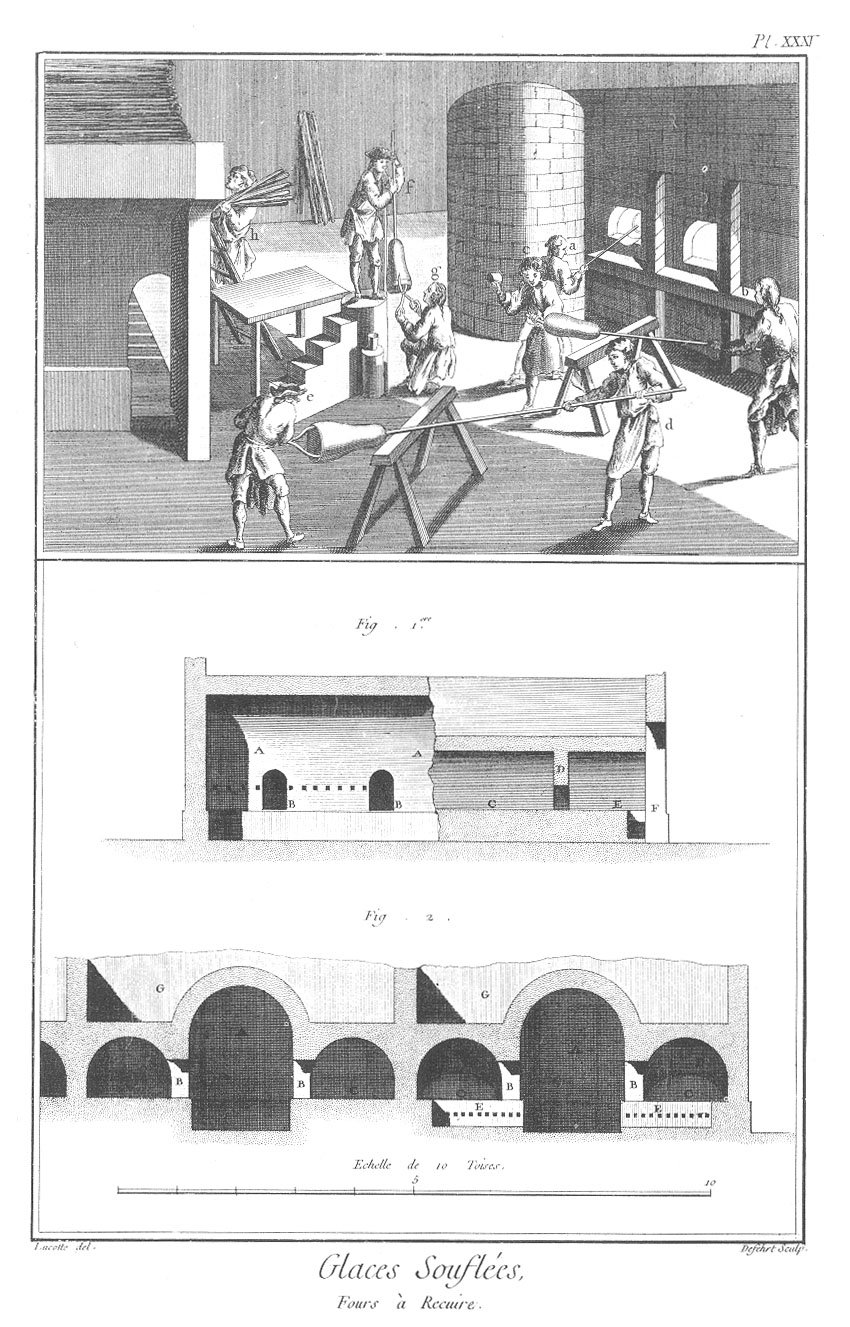 Pl. XXXV
f
h
a
c
g
b
e
d
Fig. 1.ere
A A
D
B B C E F
Fig. 2.
G G
A A
B B B B
C C C
E E
Echelle de 10 Toises.
5 10
Lucotte del.
Defehrt Sculp.
Glaces Souflées,
Fours à Recuire.